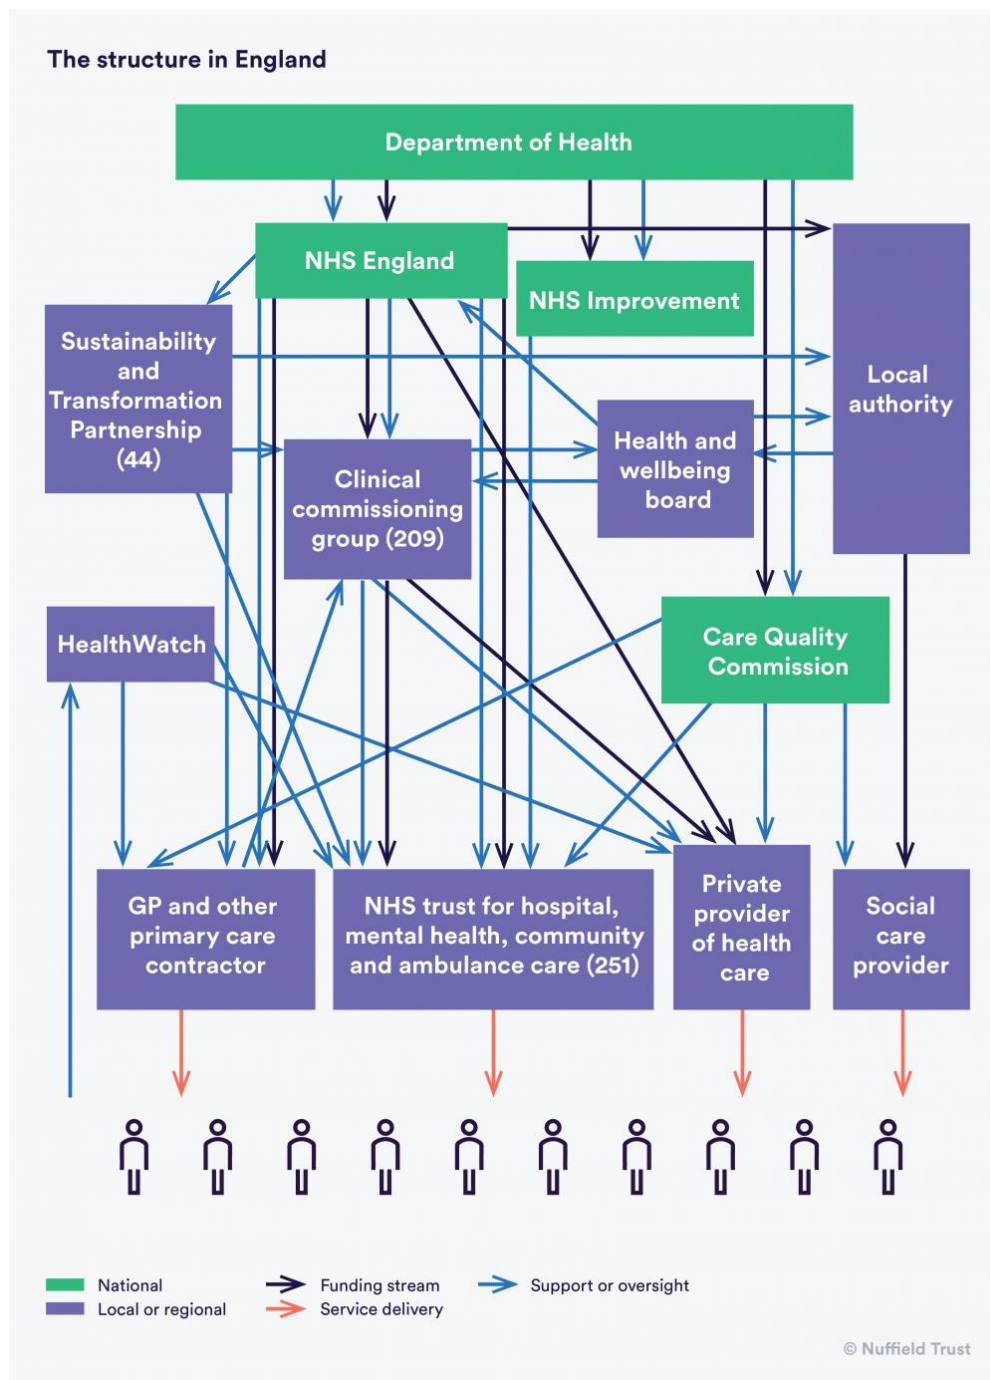 The structure in England
Department of Health
NHS England
NHS Improvement
Sustainability
and
Transformation
Partnership
(44)
Local
authority
Health and
wellbeing
board
Clinical
commissioning
group (209)
HealthWatch
Care Quality
Commission
GP and other
primary care
contractor
NHS trust for hospital,
mental health, community
and ambulance care (251)
Private
provider
of health
care
Social
care
provider
National
Funding stream
Support or oversight
Local or regional
Service delivery
© Nuffield Trust